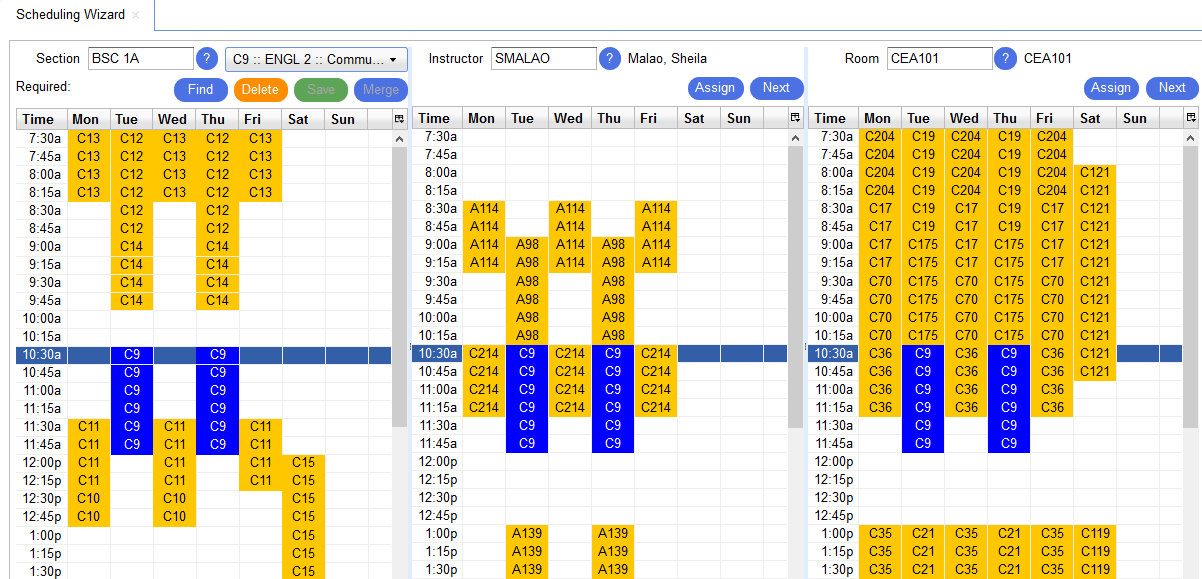 Scheduling Wizard ×
Section BSC 1A ? C9 :: ENGL 2 :: Commu...
Required:
Find Delete Save Merge
Time Mon Tue Wed Thu Fri Sat Sun
7:30a C13 C12 C13 C12 C13
7:45a C13 C12 C13 C12 C13
8:00a C13 C12 C13 C12 C13
8:15a C13 C12 C13 C12 C13
8:30a C12 C12
8:45a C12 C12
9:00a C14 C14
9:15a C14 C14
9:30a C14 C14
9:45a C14 C14
10:00a
10:15a
10:30a C9 C9
10:45a C9 C9
11:00a C9 C9
11:15a C9 C9
11:30a C11 C9 C11 C9 C11
11:45a C11 C9 C11 C9 C11
12:00p C11 C11 C11 C15
12:15p C11 C11 C11 C15
12:30p C10 C10 C15
12:45p C10 C10 C15
1:00p C15
1:15p C15
1:30p C15
Instructor SMALAO ? Malao, Sheila
Assign Next
Time Mon Tue Wed Thu Fri Sat Sun
7:30a
7:45a
8:00a
8:15a
8:30a A114 A114 A114
8:45a A114 A114 A114
9:00a A114 A98 A114 A98 A114
9:15a A114 A98 A114 A98 A114
9:30a A98 A98
9:45a A98 A98
10:00a A98 A98
10:15a A98 A98
10:30a C214 C9 C214 C9 C214
10:45a C214 C9 C214 C9 C214
11:00a C214 C9 C214 C9 C214
11:15a C214 C9 C214 C9 C214
11:30a C9 C9
11:45a C9 C9
12:00p
12:15p
12:30p
12:45p
1:00p A139 A139
1:15p A139 A139
1:30p A139 A139
Room CEA101 ? CEA101
Assign Next
Time Mon Tue Wed Thu Fri Sat Sun
7:30a C204 C19 C204 C19 C204
7:45a C204 C19 C204 C19 C204
8:00a C204 C19 C204 C19 C204 C121
8:15a C204 C19 C204 C19 C204 C121
8:30a C17 C19 C17 C19 C17 C121
8:45a C17 C19 C17 C19 C17 C121
9:00a C17 C175 C17 C175 C17 C121
9:15a C17 C175 C17 C175 C17 C121
9:30a C70 C175 C70 C175 C70 C121
9:45a C70 C175 C70 C175 C70 C121
10:00a C70 C175 C70 C175 C70 C121
10:15a C70 C175 C70 C175 C70 C121
10:30a C36 C9 C36 C9 C36 C121
10:45a C36 C9 C36 C9 C36 C121
11:00a C36 C9 C36 C9 C36
11:15a C36 C9 C36 C9 C36
11:30a C9 C9
11:45a C9 C9
12:00p
12:15p
12:30p
12:45p
1:00p C35 C21 C35 C21 C35 C119
1:15p C35 C21 C35 C21 C35 C119
1:30p C35 C21 C35 C21 C35 C119